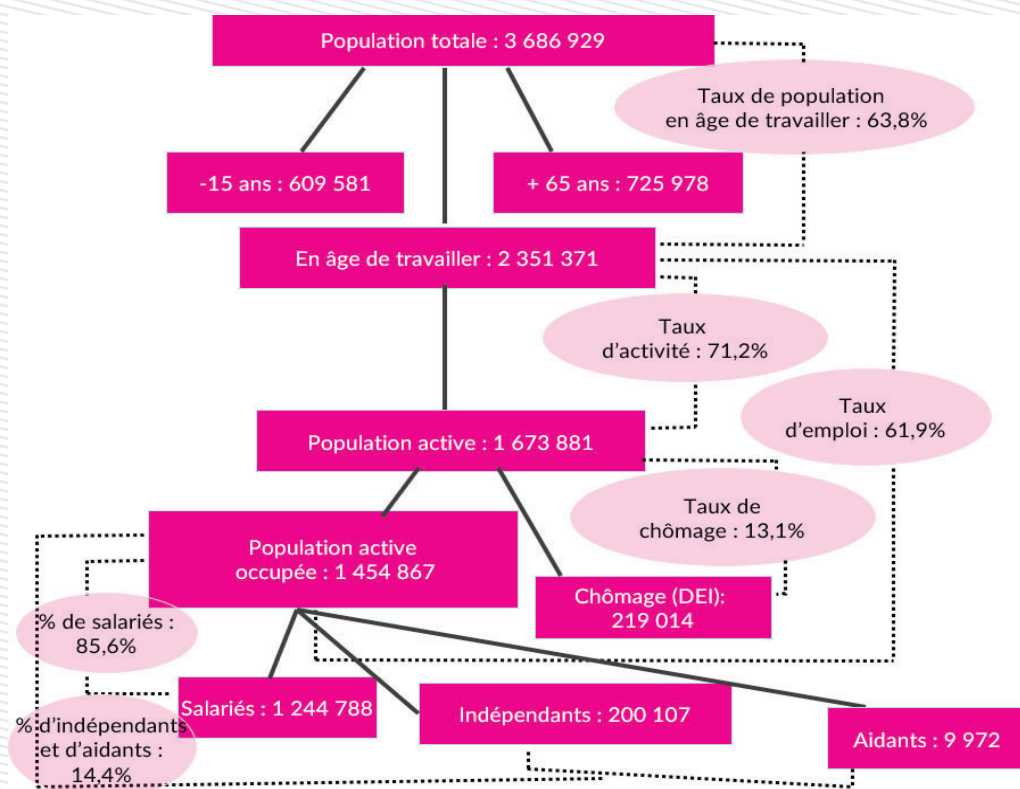 Population totale : 3 686 929
Taux de population
en âge de travailler : 63,8%
-15 ans : 609 581
+ 65 ans : 725 978
En âge de travailler : 2 351 371
Taux
d’activité : 71,2%
Taux
d’emploi : 61,9%
Population active : 1 673 881
Taux de
chômage : 13,1%
Population active
occupée : 1 454 867
Chômage (DEI):
219 014
% de salariés :
85,6%
Salariés : 1 244 788
Indépendants : 200 107
Aidants : 9 972
% d’indépendants
et d’aidants :
14,4%